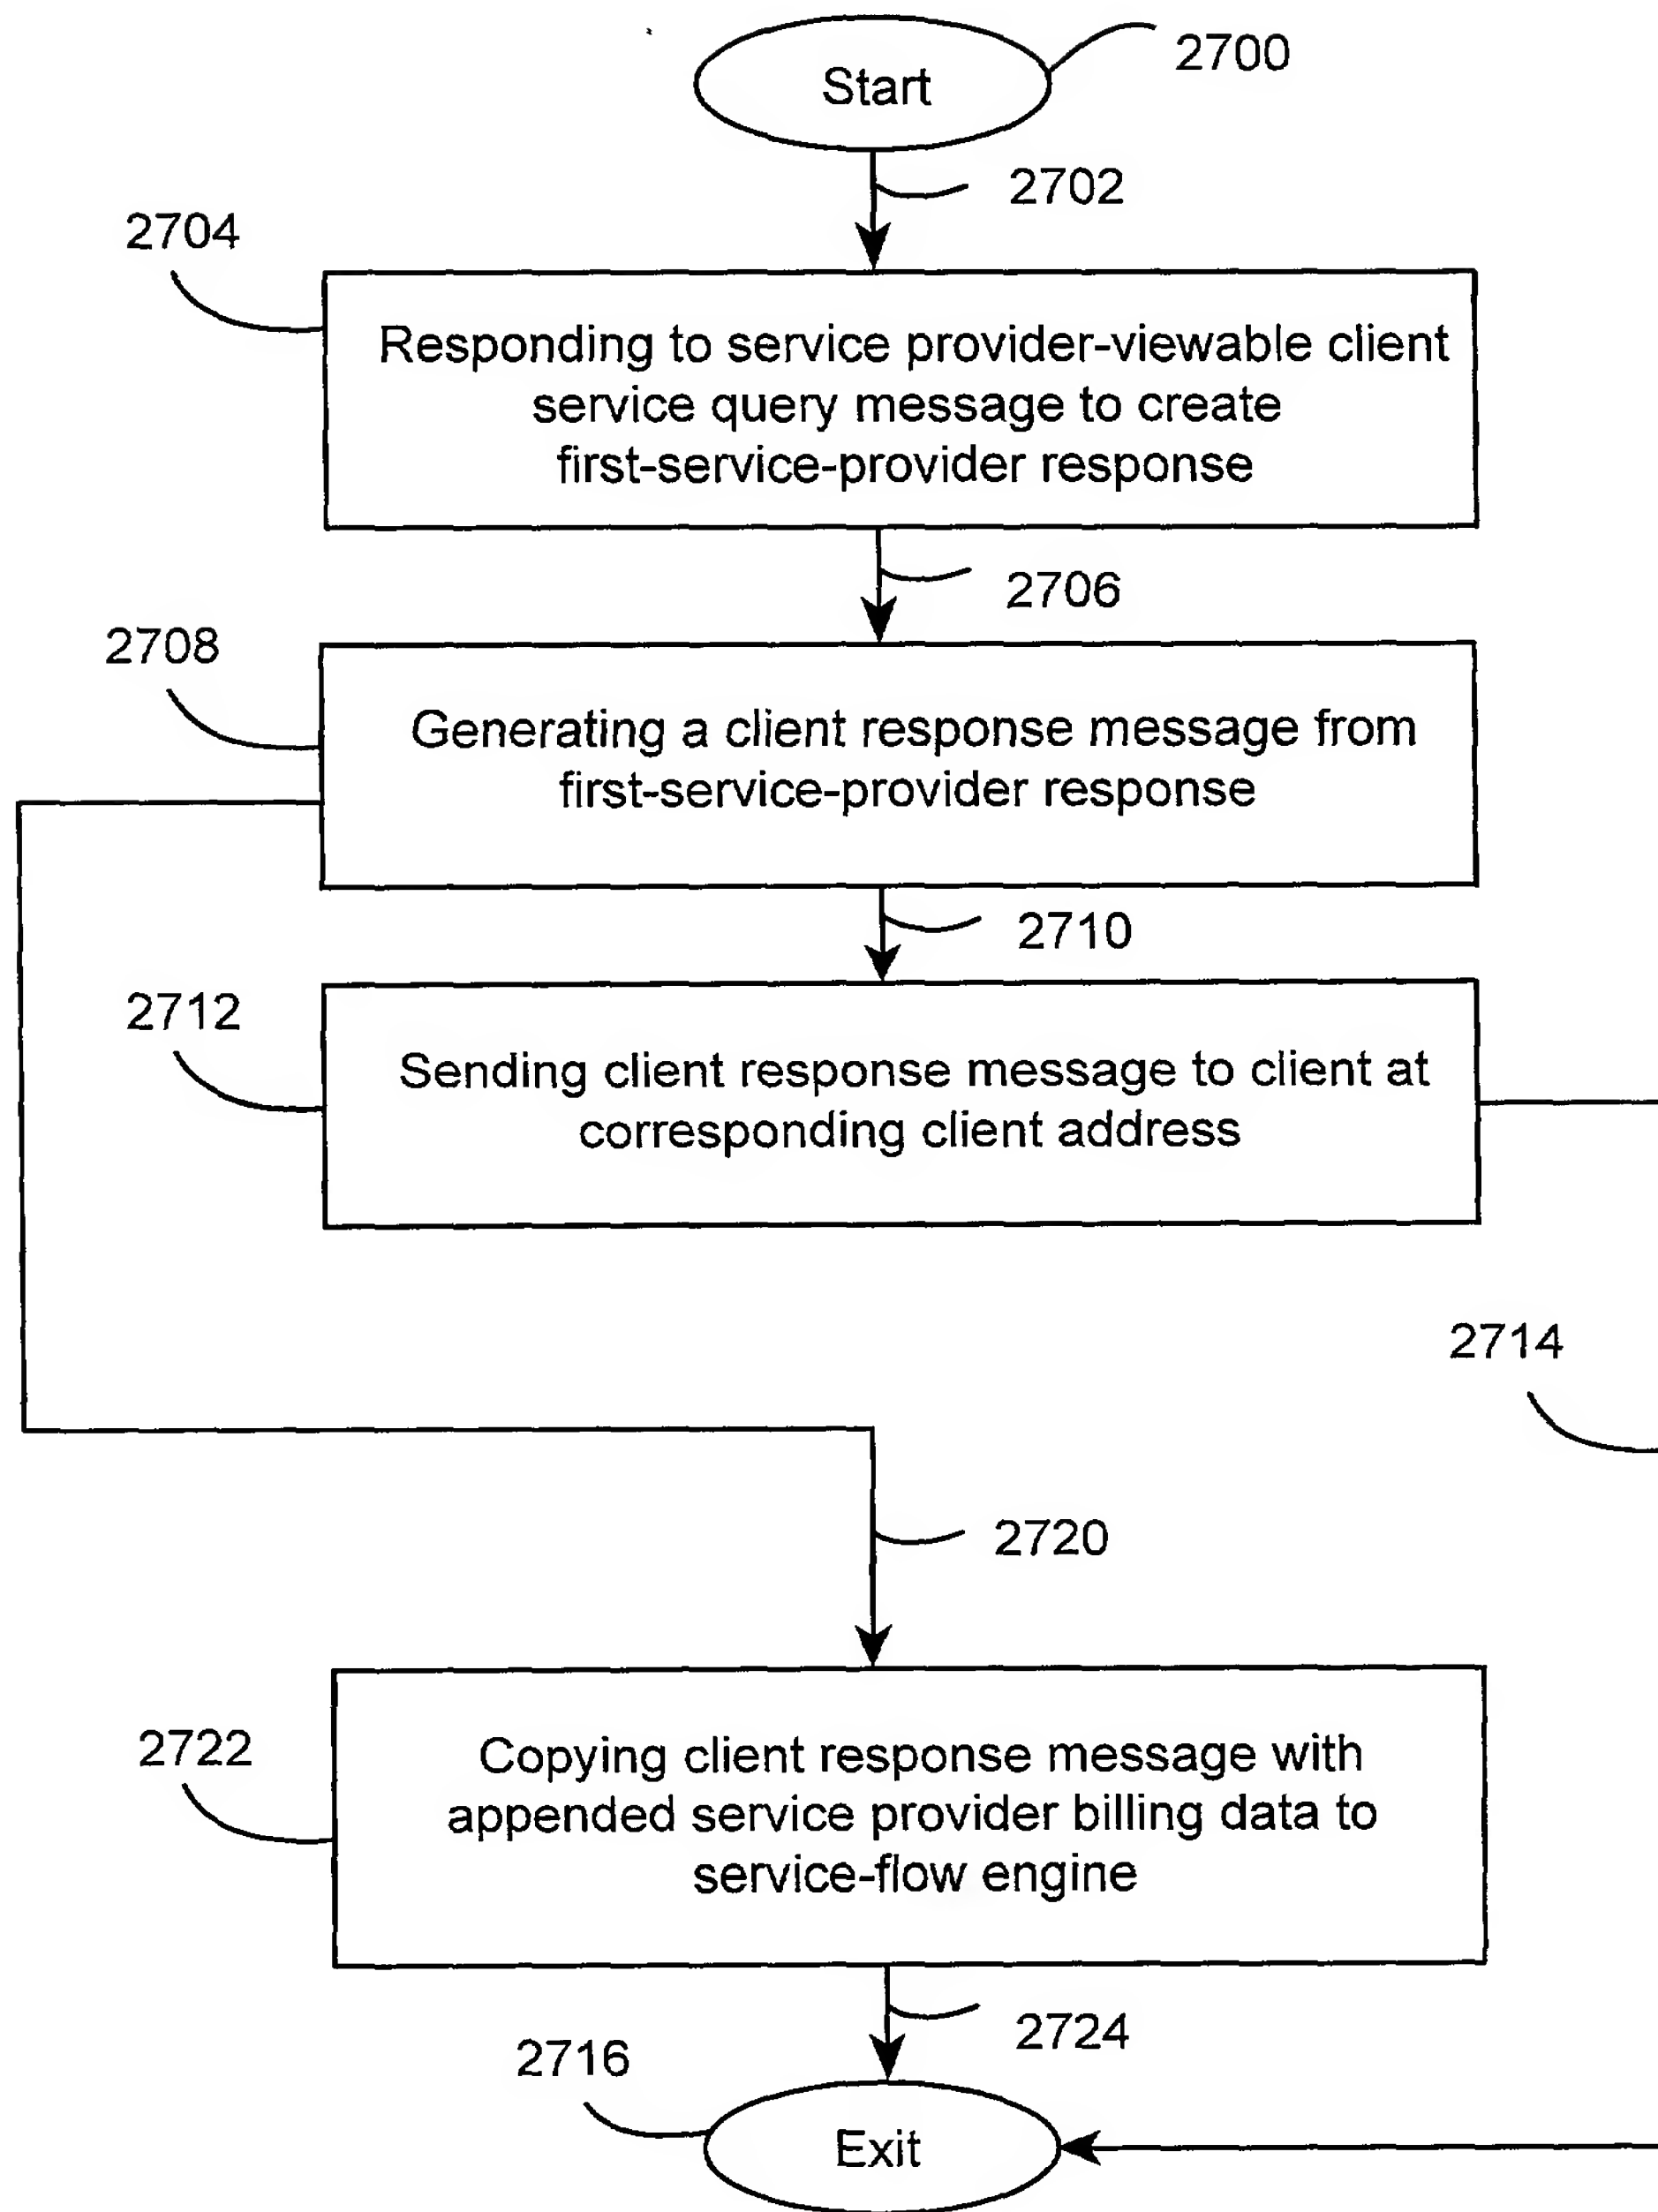 Start
2700
2702
2704
Responding to service provider-viewable client
service query message to create
first-service-provider response
2706
2708
Generating a client response message from
first-service-provider response
2710
2712
Sending client response message to client at
corresponding client address
2714
2720
2722
Copying client response message with
appended service provider billing data to
service-flow engine
2724
2716
Exit